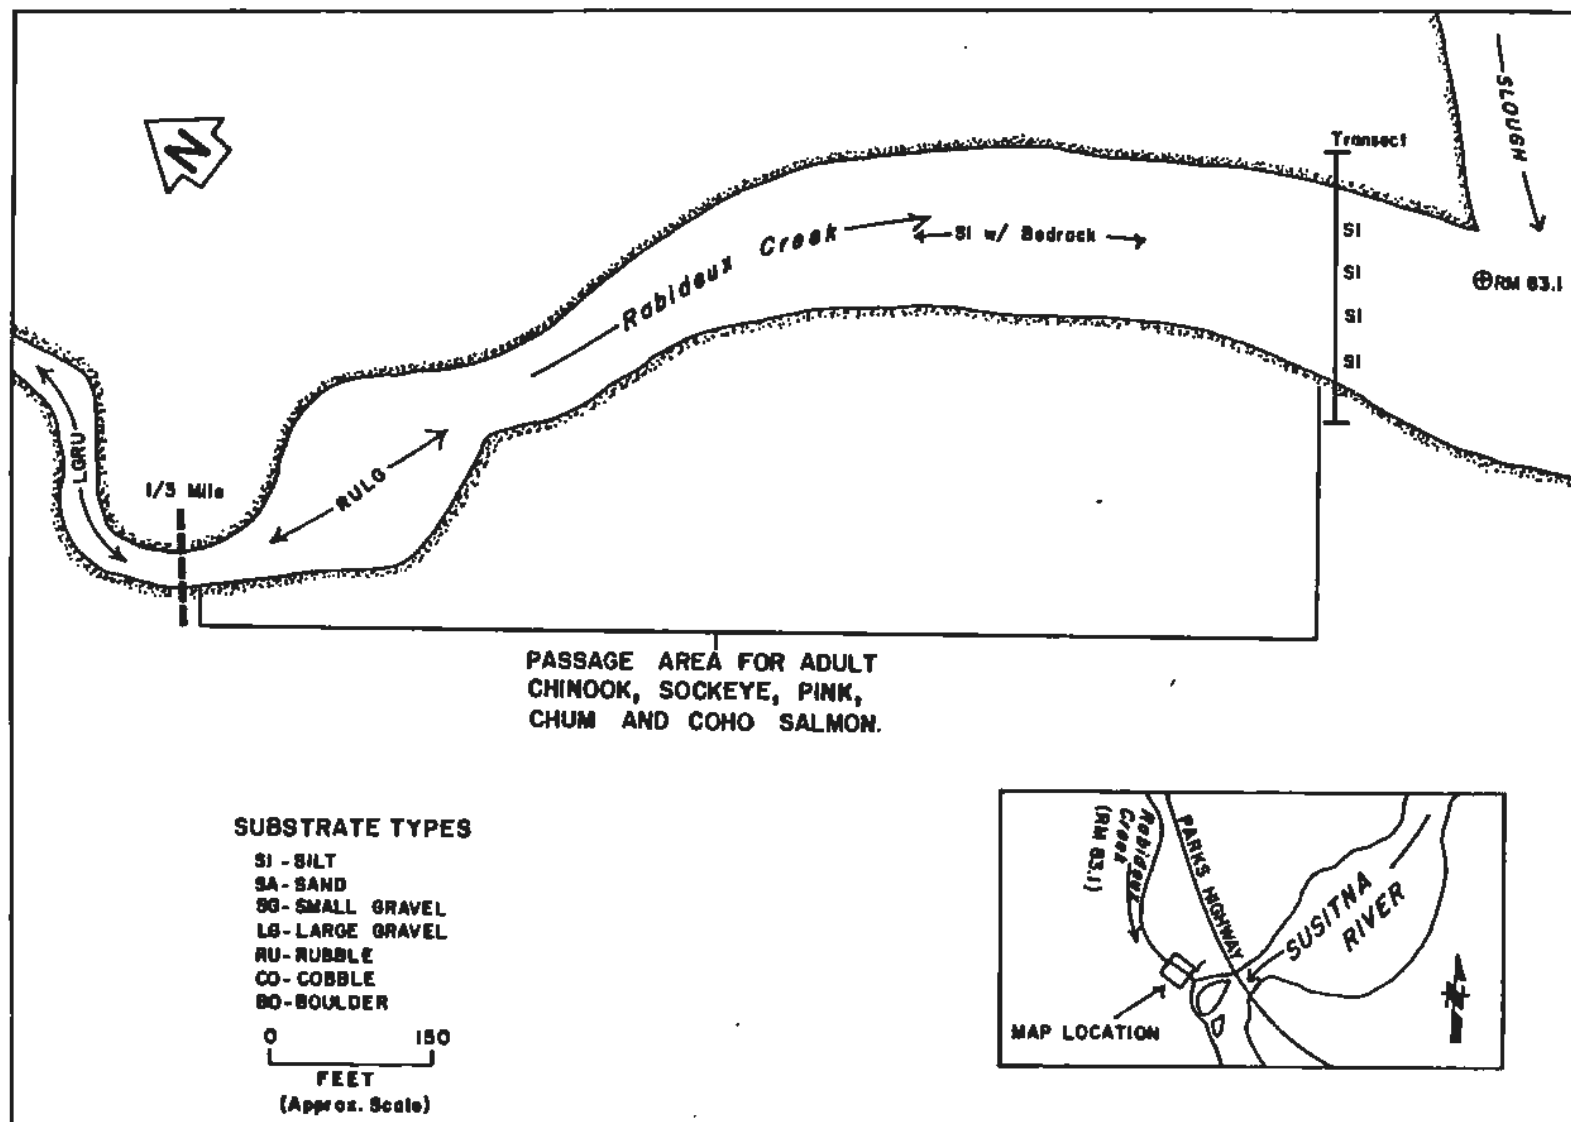 N
SLOUGH
Transect
Rabideux Creek
SI w/ Bedrock
SI
SI
SI
SI
RM 83.1
LGRU
1/3 Mile
RULG
PASSAGE AREA FOR ADULT
CHINOOK, SOCKEYE, PINK,
CHUM AND COHO SALMON.
SUBSTRATE TYPES
SI - SILT
SA - SAND
SG - SMALL GRAVEL
LG - LARGE GRAVEL
RU - RUBBLE
CO - COBBLE
BO - BOULDER
0 150
FEET
(Approx. Scale)
Rabideux
Creek
(RM 83.1)
PARKS HIGHWAY
SUSITNA
RIVER
MAP LOCATION
N